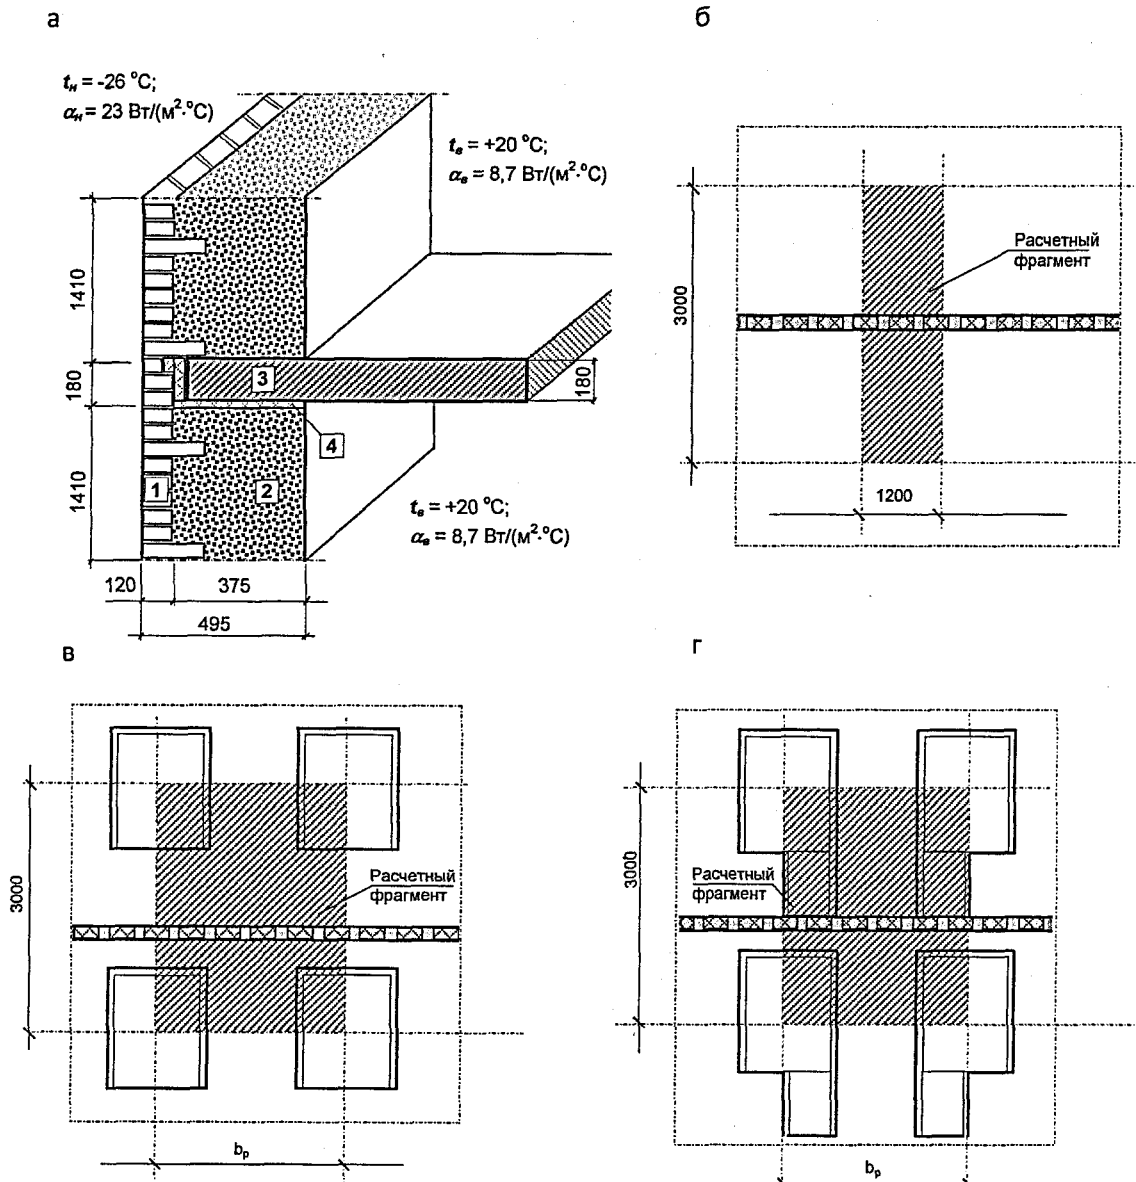 а
tн = -26 °C;
αн = 23 Вт/(м²·°C)
tв = +20 °C;
αв = 8,7 Вт/(м²·°C)
1410
180
1410
3
180
4
1
2
tв = +20 °C;
αв = 8,7 Вт/(м²·°C)
120
375
495
б
Расчетный
фрагмент
3000
1200
в
3000
Расчетный
фрагмент
bр
г
3000
Расчетный
фрагмент
bр